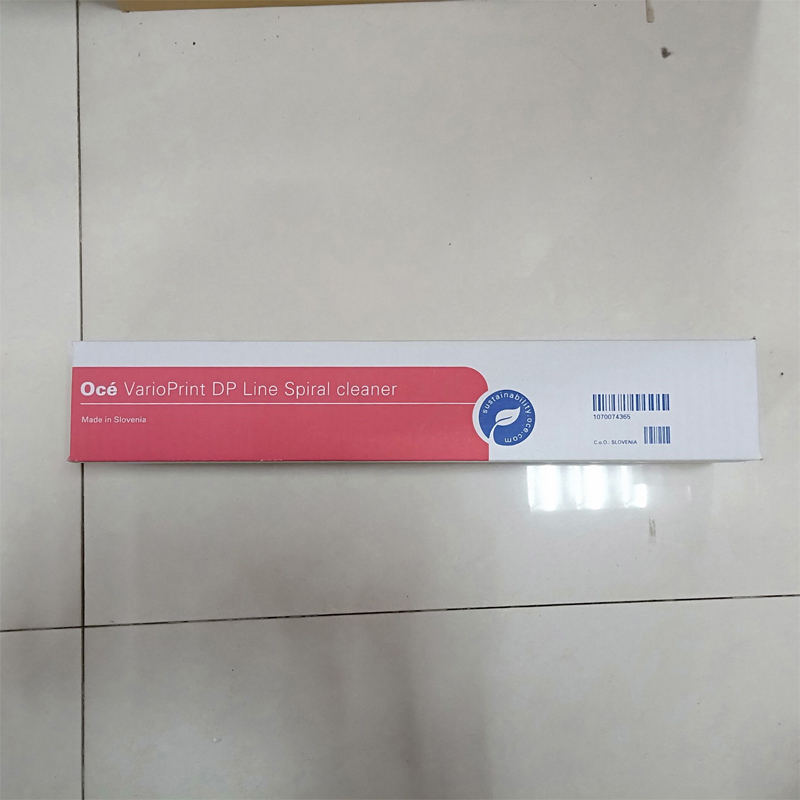 Océ VarioPrint DP Line Spiral cleaner
Made in Slovenia
sustainability.oce.com
1070074365
C.o.O.: SLOVENIA